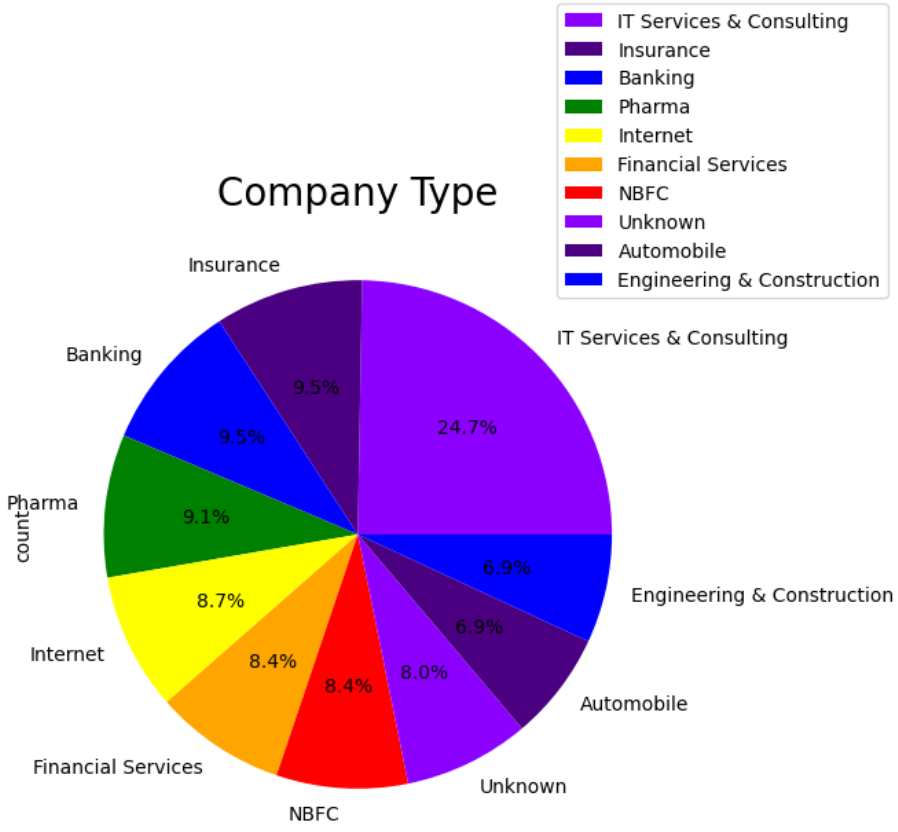 IT Services & Consulting
Insurance
Banking
Pharma
Internet
Financial Services
NBFC
Unknown
Automobile
Engineering & Construction
Company Type
Insurance
IT Services & Consulting
Banking
9.5%
24.7%
9.5%
Pharma
9.1%
count
6.9%
Engineering & Construction
8.7%
6.9%
Internet
8.4%
8.0%
8.4%
Automobile
Financial Services
Unknown
NBFC